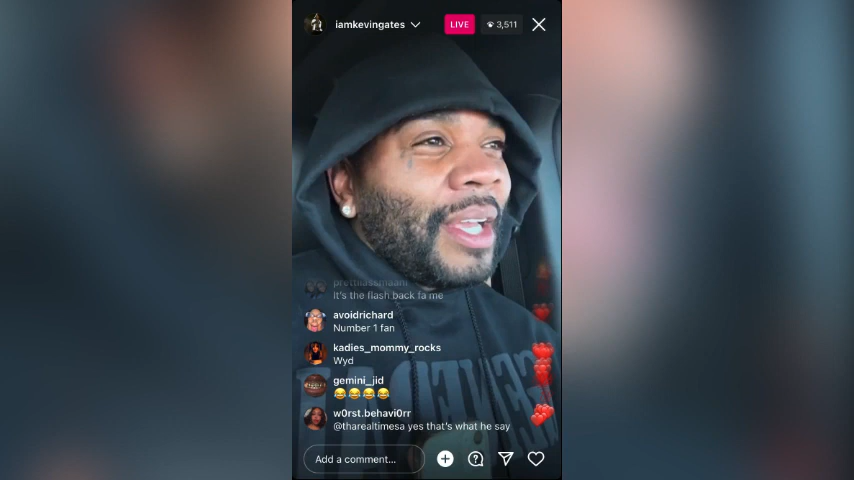 iamkevingates
LIVE
3,511
It's the flash back fa me
avoidrichard
Number 1 fan
kadies_mommy_rocks
Wyd
gemini_jid
😂😂😂😂
w0rst.behavi0rr
@tharealtimesa yes that's what he say
Add a comment...